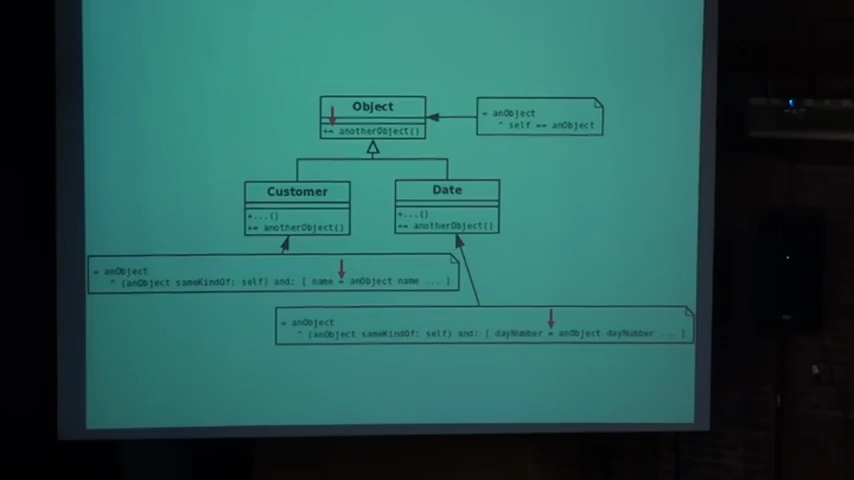 Object
+= anotherObject()
= anObject
^ self == anObject
Customer
+...()
+= anotherObject()
Date
+...()
+= anotherObject()
= anObject
^ (anObject sameKindOf: self) and: [ name = anObject name ... ]
= anObject
^ (anObject sameKindOf: self) and: [ dayNumber = anObject dayNumber ... ]